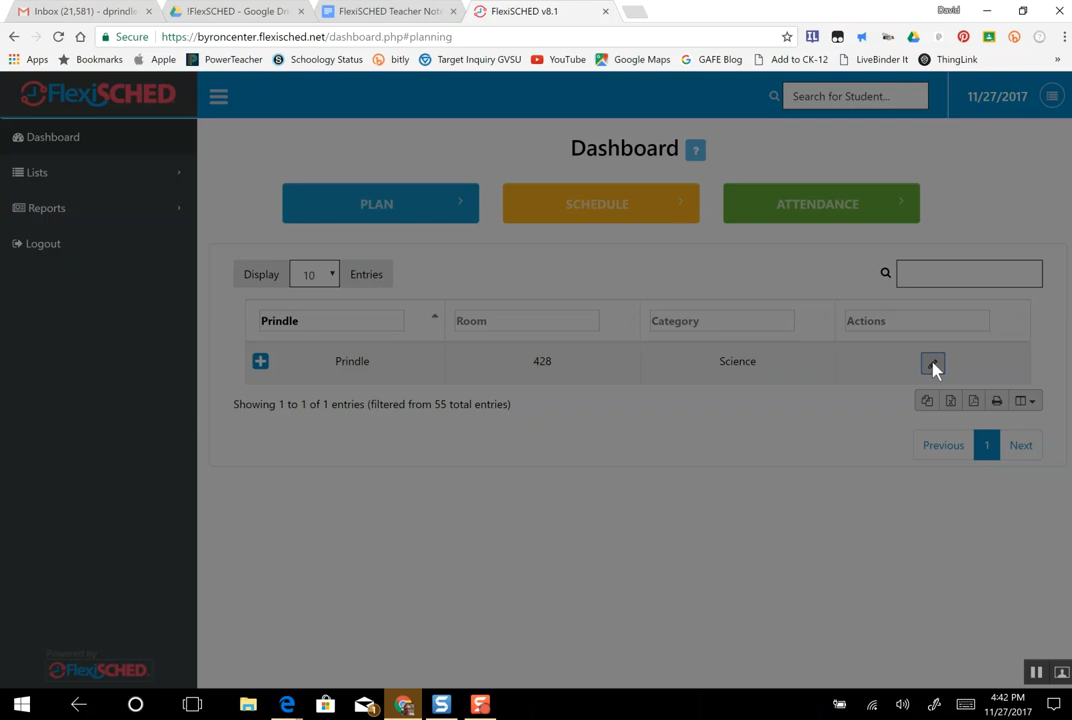 Inbox (21,581) - dprindle
!FlexSCHED - Google Dri
FlexiSCHED Teacher Note
FlexiSCHED v8.1
David
Secure
https://byroncenter.flexisched.net/dashboard.php#planning
Apps
Bookmarks
Apple
PowerTeacher
Schoology Status
bitly
Target Inquiry GVSU
YouTube
Google Maps
GAFE Blog
Add to CK-12
LiveBinder It
ThingLink
»
FlexiSCHED
Search for Student...
11/27/2017
Dashboard
Lists
Reports
Logout
Dashboard ?
PLAN
SCHEDULE
ATTENDANCE
Display 10 Entries
Prindle
Room
Category
Actions
Prindle
428
Science
Showing 1 to 1 of 1 entries (filtered from 55 total entries)
Previous
1
Next
Powered by
FlexiSCHED
4:42 PM
11/27/2017